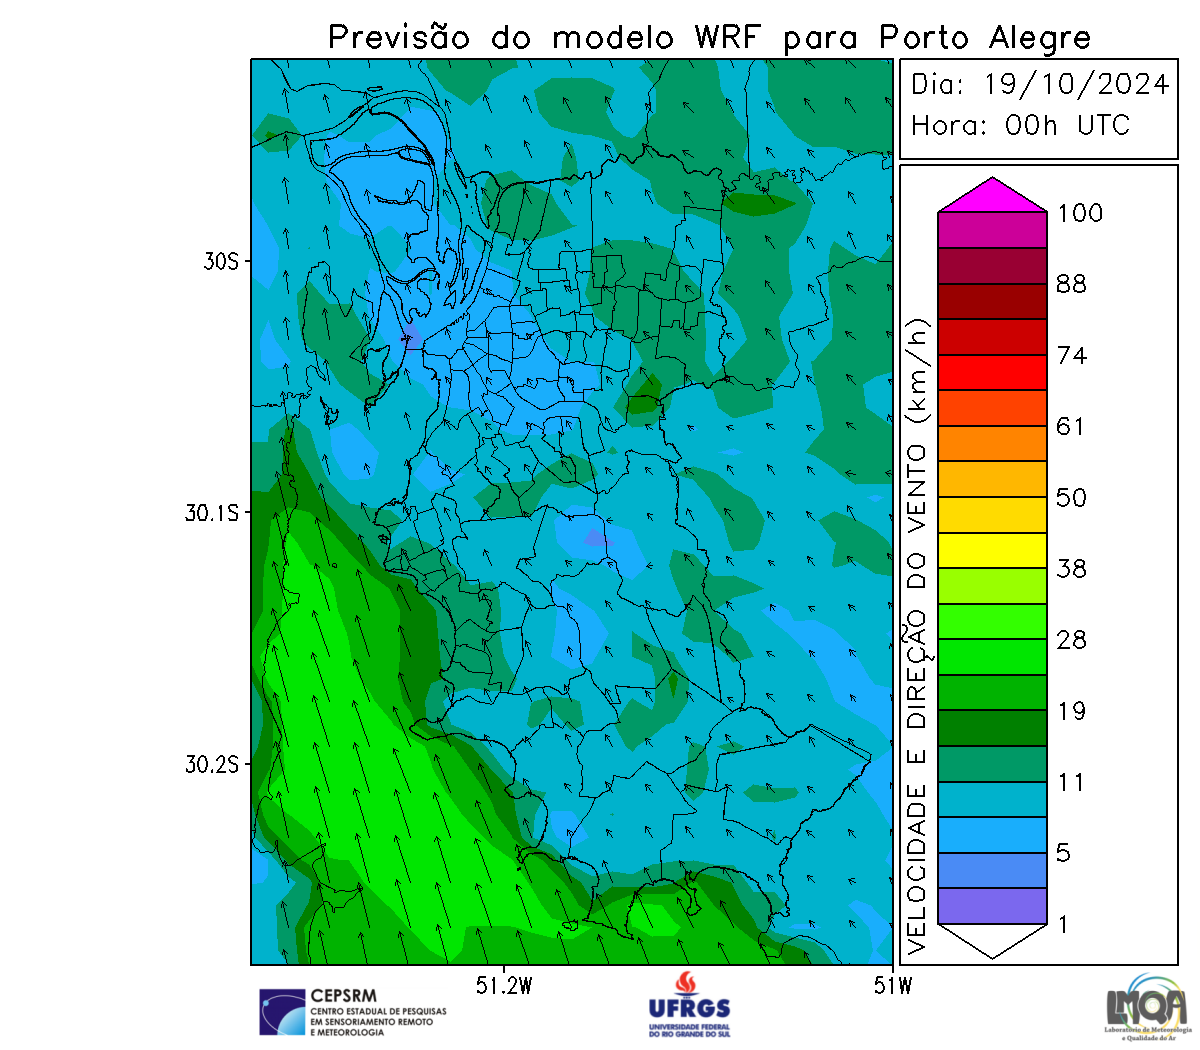 Previsão do modelo WRF para Porto Alegre
Dia: 19/10/2024
Hora: 00h UTC
30S
30.1S
30.2S
51.2W
51W
VELOCIDADE E DIREÇÃO DO VENTO (km/h)
100
88
74
61
50
38
28
19
11
5
1
CEPSRM
CENTRO ESTADUAL DE PESQUISAS
EM SENSORIAMENTO REMOTO
E METEOROLOGIA
UFRGS
UNIVERSIDADE FEDERAL
DO RIO GRANDE DO SUL
LMQA
Laboratório de Meteorologia
e Qualidade do Ar